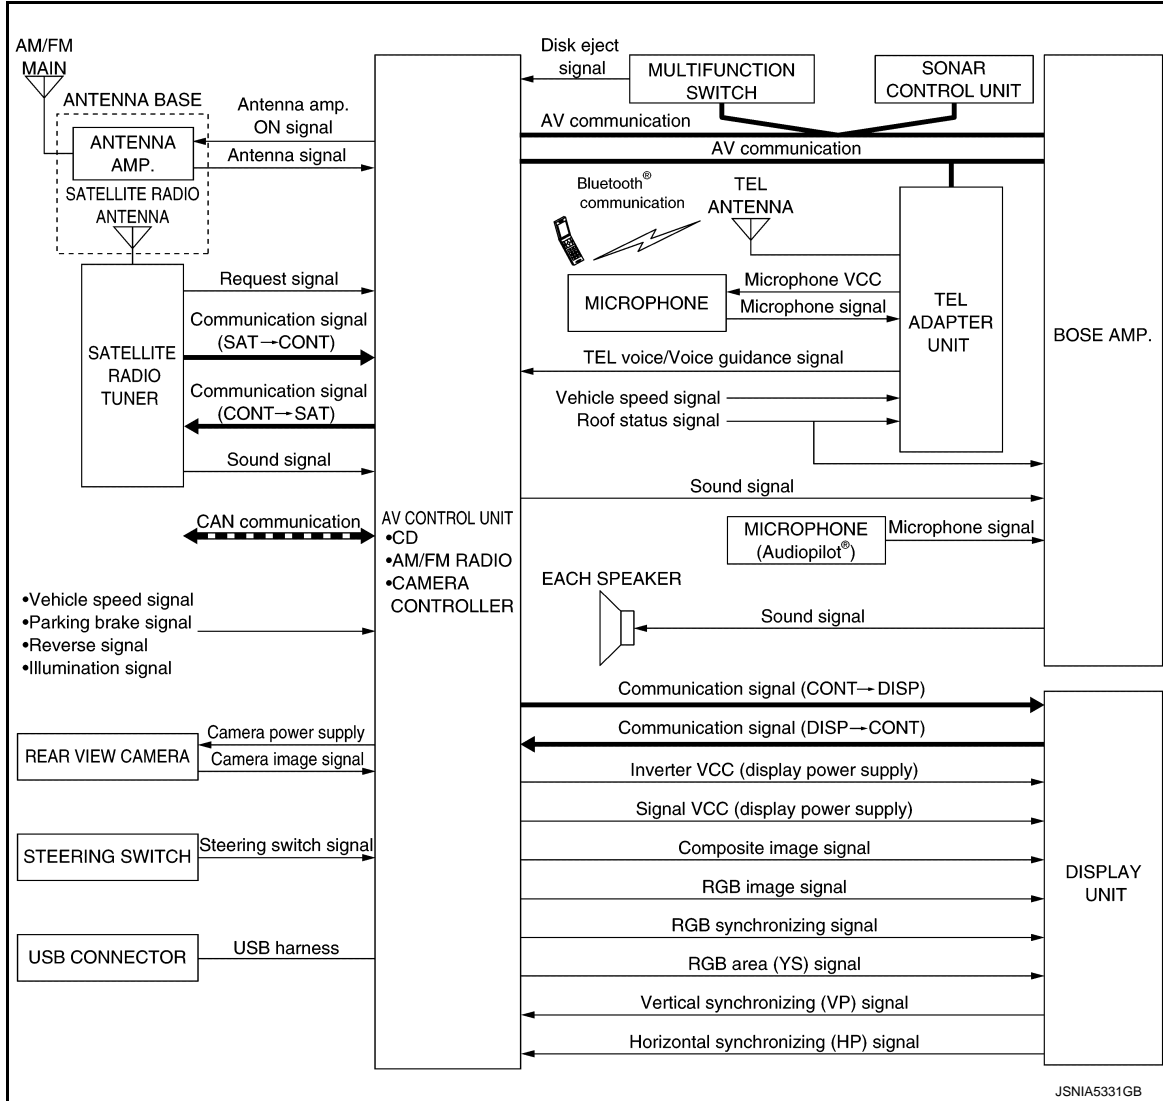 AM/FM
MAIN
ANTENNA BASE
ANTENNA
AMP.
SATELLITE RADIO
ANTENNA
Antenna amp.
ON signal
Antenna signal
SATELLITE
RADIO
TUNER
Request signal
Communication signal
(SAT→CONT)
Communication signal
(CONT→SAT)
Sound signal
CAN communication
•Vehicle speed signal
•Parking brake signal
•Reverse signal
•Illumination signal
REAR VIEW CAMERA
Camera power supply
Camera image signal
STEERING SWITCH
Steering switch signal
USB CONNECTOR
USB harness
AV CONTROL UNIT
•CD
•AM/FM RADIO
•CAMERA
CONTROLLER
Disk eject
signal
MULTIFUNCTION
SWITCH
SONAR
CONTROL UNIT
AV communication
AV communication
Bluetooth®
communication
TEL
ANTENNA
MICROPHONE
Microphone VCC
Microphone signal
TEL
ADAPTER
UNIT
BOSE AMP.
TEL voice/Voice guidance signal
Vehicle speed signal
Roof status signal
Sound signal
MICROPHONE
(Audiopilot®)
Microphone signal
EACH SPEAKER
Sound signal
Communication signal (CONT→DISP)
Communication signal (DISP→CONT)
Inverter VCC (display power supply)
Signal VCC (display power supply)
Composite image signal
RGB image signal
RGB synchronizing signal
RGB area (YS) signal
Vertical synchronizing (VP) signal
Horizontal synchronizing (HP) signal
DISPLAY
UNIT
JSNIA5331GB